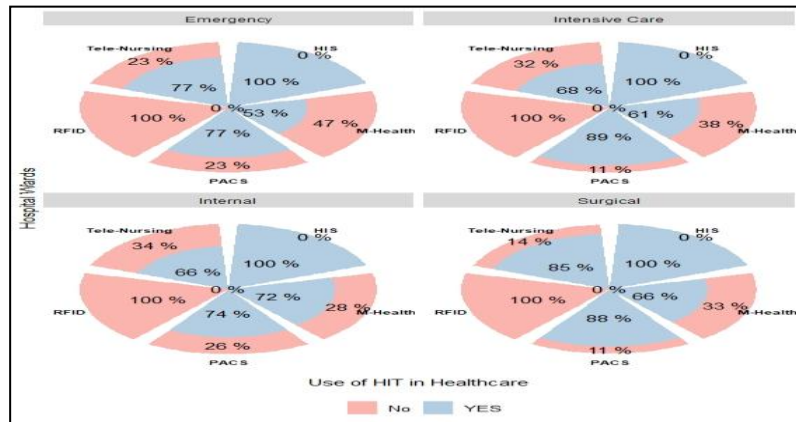 Emergency
Intensive Care
Tele-Nursing
HIS
23 %
0 %
77 %
100 %
RFID
100 %
0 %
53 %
47 %
M-Health
77 %
23 %
PACS
Tele-Nursing
HIS
32 %
0 %
68 %
100 %
RFID
100 %
0 %
61 %
38 %
M-Health
89 %
11 %
PACS
Hospital Wards
Internal
Surgical
Tele-Nursing
HIS
34 %
0 %
66 %
100 %
RFID
100 %
0 %
72 %
28 %
M-Health
74 %
26 %
PACS
Tele-Nursing
HIS
14 %
0 %
85 %
100 %
RFID
100 %
0 %
66 %
33 %
M-Health
88 %
11 %
PACS
Use of HIT in Healthcare
No YES